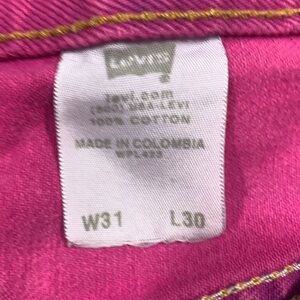 Levi's
levi.com
(800) USA-LEVI
100% COTTON
MADE IN COLOMBIA
WPL423
W31 L30